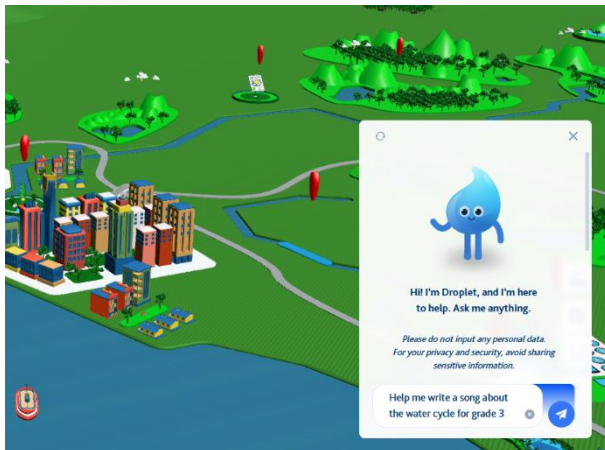 Hi! I'm Droplet, and I'm here
to help. Ask me anything.
Please do not input any personal data.
For your privacy and security, avoid sharing
sensitive information.
Help me write a song about
the water cycle for grade 3